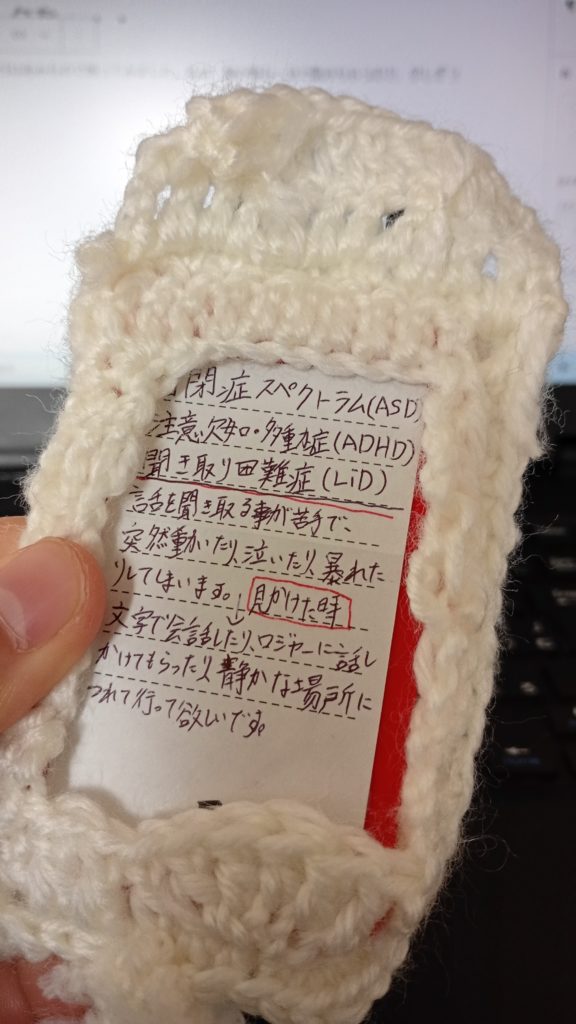 閉症スペクトラム(ASD)
注意欠如・多重力症(ADHD)
聞き取り困難症(LiD)
話を聞き取る事が苦手で、
突然動いたり、泣いたり、暴れた
りしてしまいます。↓見かけた時
文字で会話したり、ロジャーに話し
かけてもらったり、静かな場所に
つれて行って欲しいです。